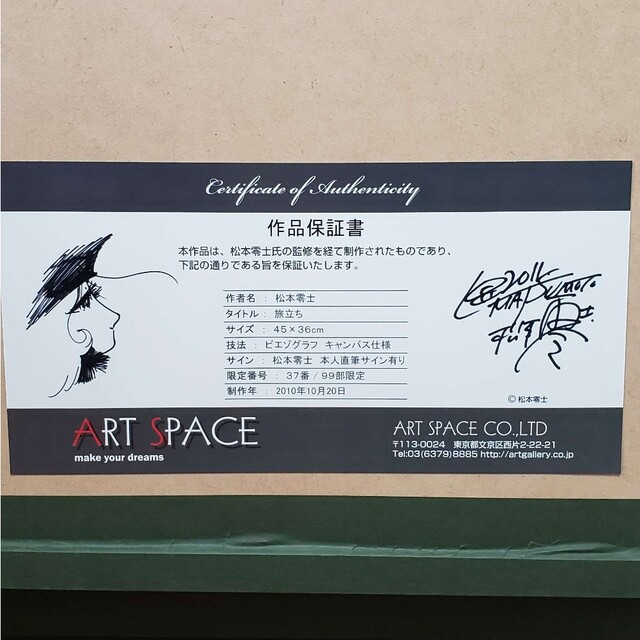 Certificate of Authenticity
作品保証書
本作品は、松本零士氏の監修を経て制作されたものであり、
下記の通りである旨を保証いたします。
作者名 : 松本零士
タイトル : 旅立ち
サイズ : 45×36cm
技法 : ピエゾグラフ キャンバス仕様
サイン : 松本零士 本人直筆サイン有り
限定番号 : 37番 / 99部限定
制作年 : 2010年10月20日
MATSUMOTO
© 松本零士
ART SPACE
make your dreams
ART SPACE CO.,LTD
〒113-0024 東京都文京区西片2-22-21
Tel:03(6379)8885 http://artgallery.co.jp